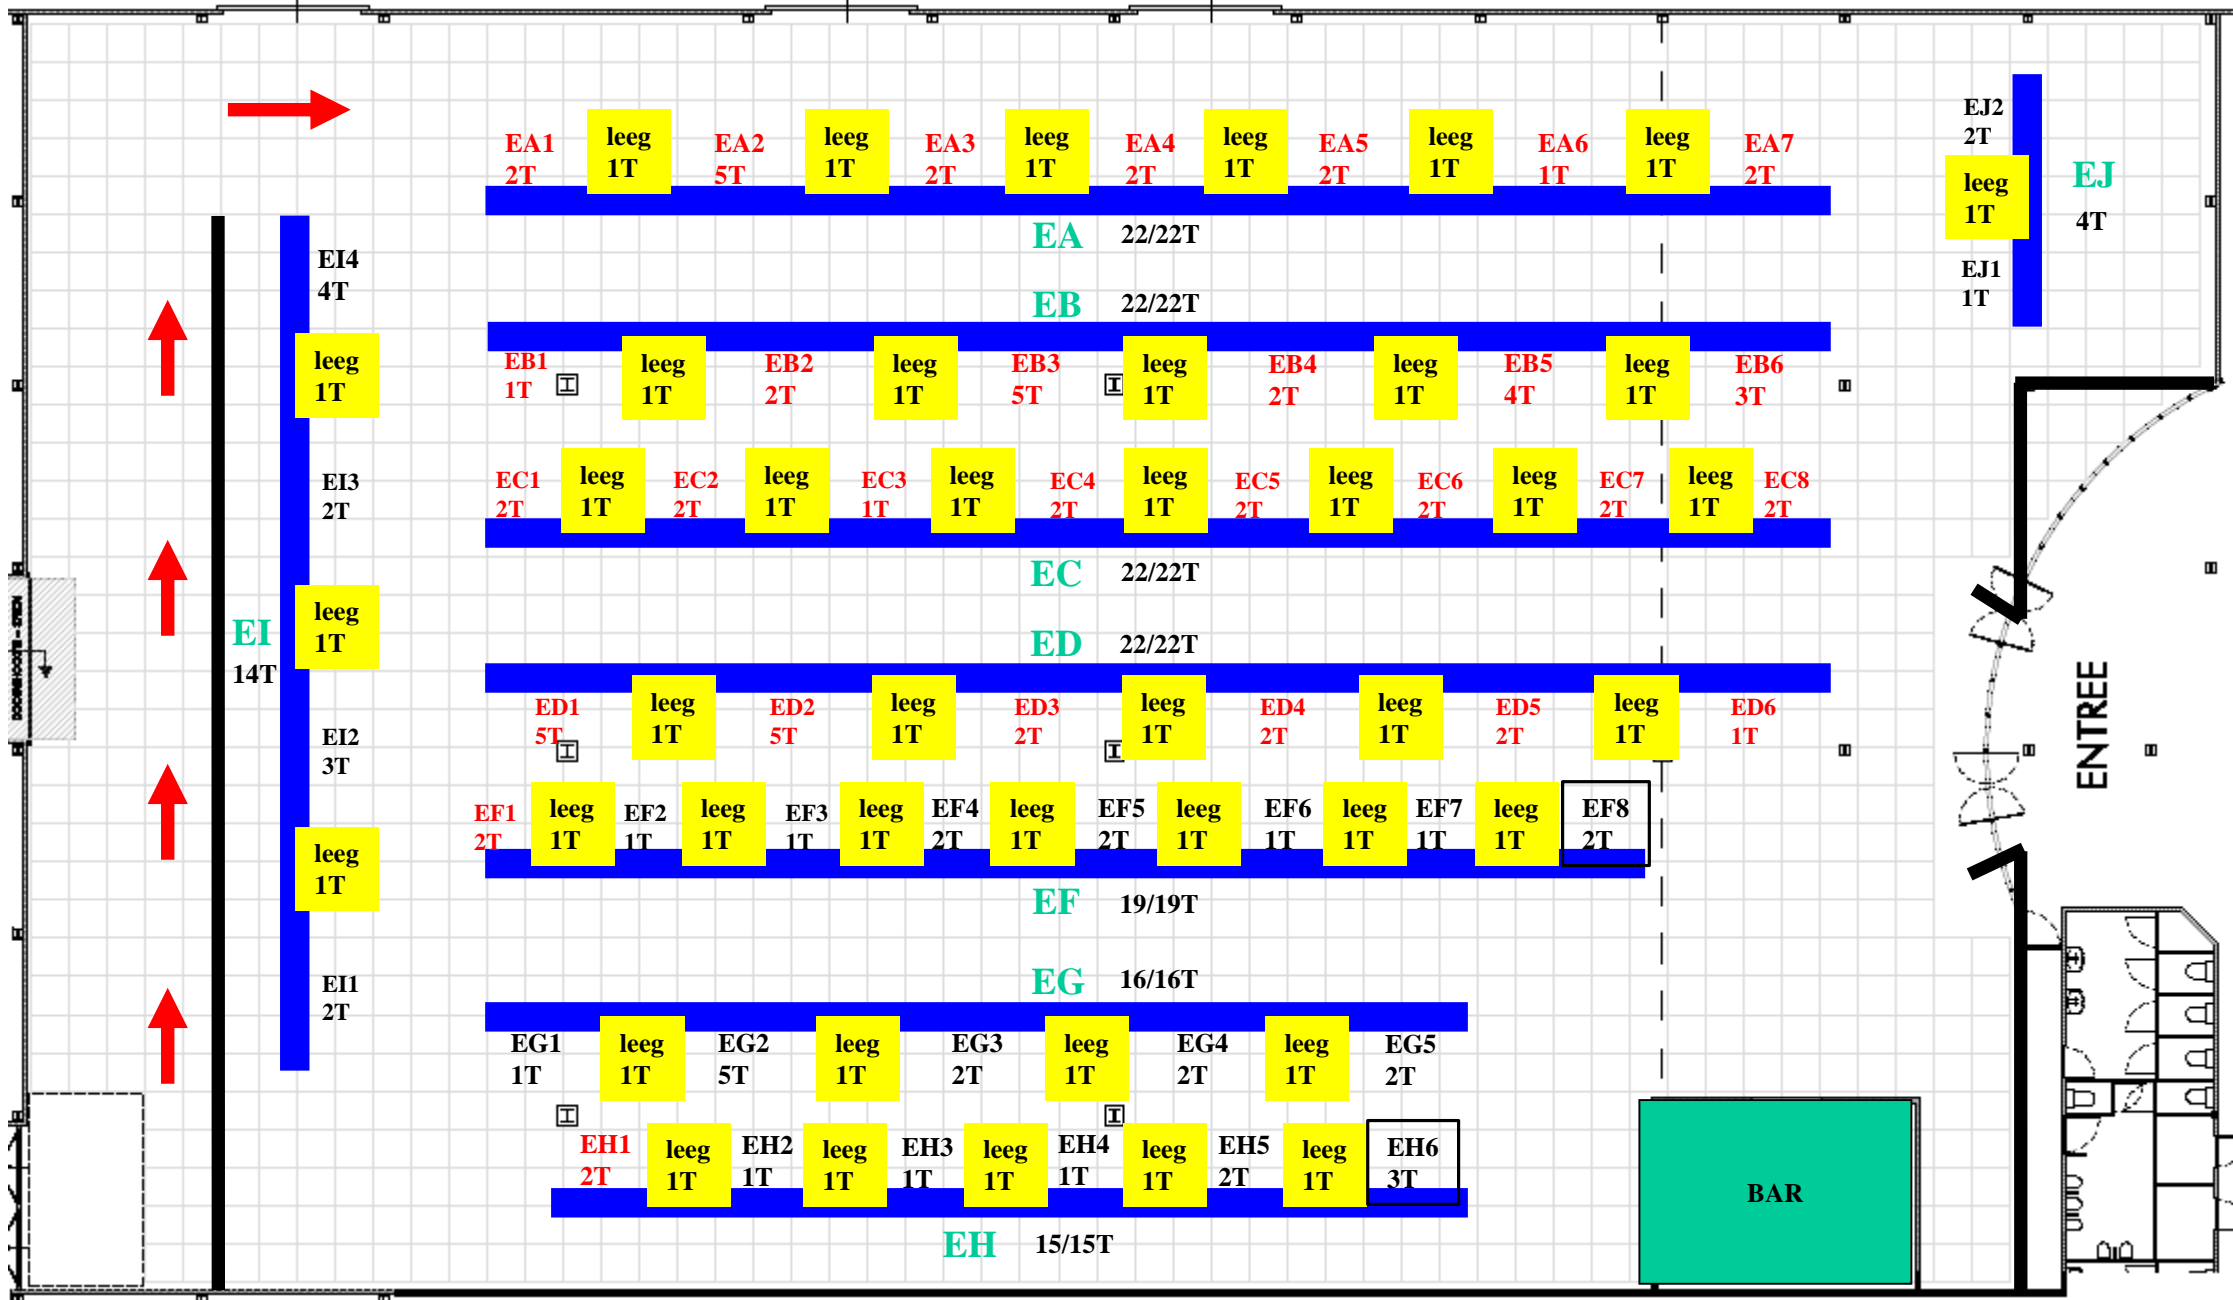 EA1
2T
leeg
1T
EA2
5T
leeg
1T
EA3
2T
leeg
1T
EA4
2T
leeg
1T
EA5
2T
leeg
1T
EA6
1T
leeg
1T
EA7
2T
EA 22/22T
EJ2
2T
leeg
1T
EJ1
1T
EJ
4T
EB 22/22T
EB1
1T
leeg
1T
EB2
2T
leeg
1T
EB3
5T
leeg
1T
EB4
2T
leeg
1T
EB5
4T
leeg
1T
EB6
3T
EI4
4T
leeg
1T
EI3
2T
leeg
1T
EI2
3T
leeg
1T
EI1
2T
EI
14T
EC1
2T
leeg
1T
EC2
2T
leeg
1T
EC3
1T
leeg
1T
EC4
2T
leeg
1T
EC5
2T
leeg
1T
EC6
2T
leeg
1T
EC7
2T
leeg
1T
EC8
2T
EC 22/22T
ED 22/22T
ED1
5T
leeg
1T
ED2
5T
leeg
1T
ED3
2T
leeg
1T
ED4
2T
leeg
1T
ED5
2T
leeg
1T
ED6
1T
ENTREE
EF1
2T
leeg
1T
EF2
1T
leeg
1T
EF3
1T
leeg
1T
EF4
2T
leeg
1T
EF5
2T
leeg
1T
EF6
1T
leeg
1T
EF7
1T
leeg
1T
EF8
2T
EF 19/19T
EG 16/16T
EG1
1T
leeg
1T
EG2
5T
leeg
1T
EG3
2T
leeg
1T
EG4
2T
leeg
1T
EG5
2T
EH1
2T
leeg
1T
EH2
1T
leeg
1T
EH3
1T
leeg
1T
EH4
1T
leeg
1T
EH5
2T
leeg
1T
EH6
3T
EH 15/15T
BAR